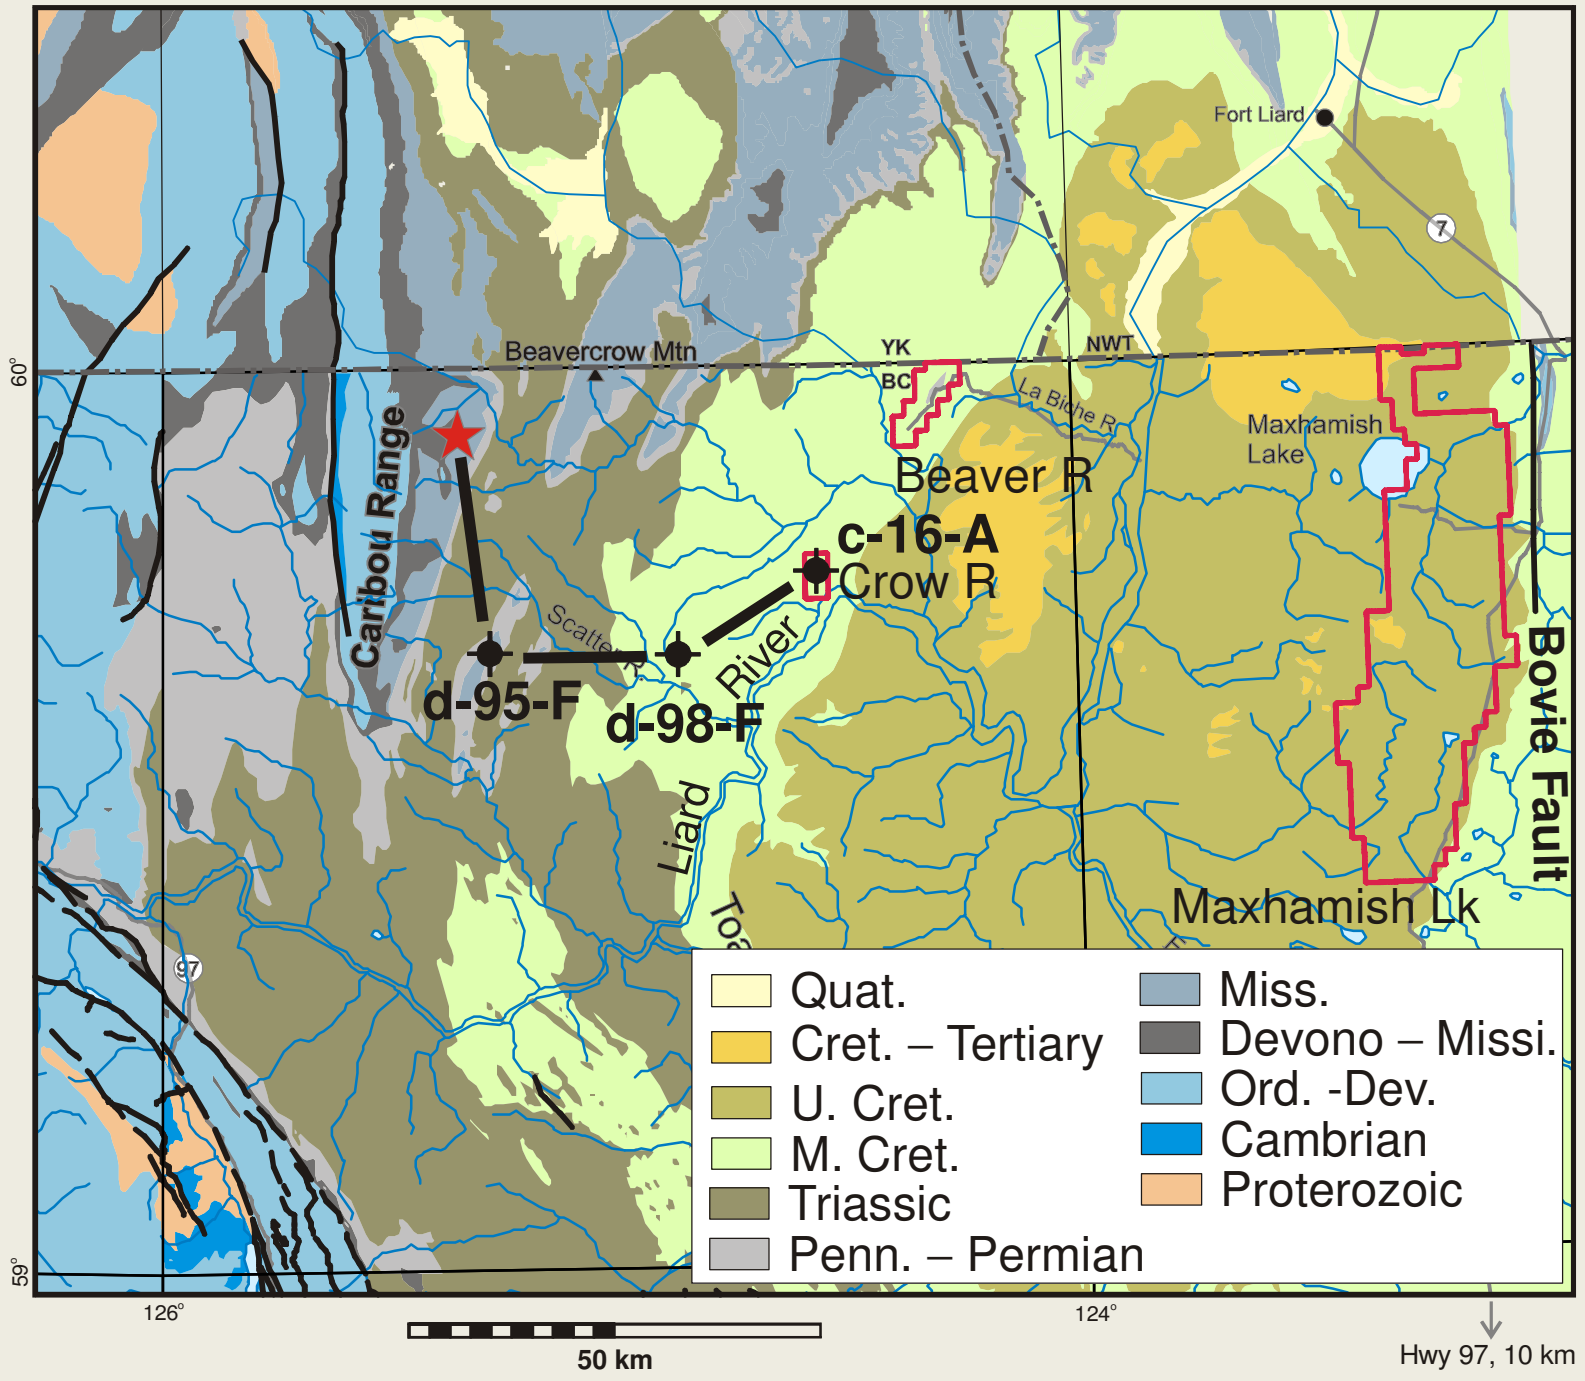 Fort Liard
7
Beavercrow Mtn
YK
NWT
BC
60°
La Biche R
Maxhamish
Lake
Beaver R
Caribou Range
c-16-A
Crow R
Scatter R.
d-95-F
d-98-F
River
Liard
Bovie Fault
Maxhamish Lk
Toa
97
Quat.
Cret. – Tertiary
U. Cret.
M. Cret.
Triassic
Penn. – Permian
Miss.
Devono – Missi.
Ord. -Dev.
Cambrian
Proterozoic
59°
126°
124°
50 km
Hwy 97, 10 km